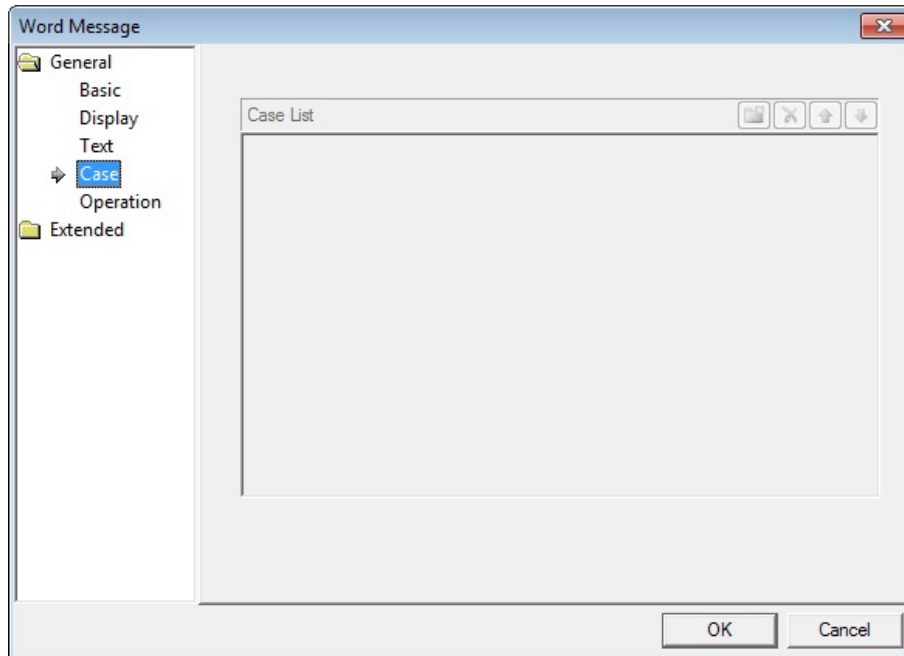 Word Message
General
Basic
Display
Text
Case
Operation
Extended
Case List
OK
Cancel